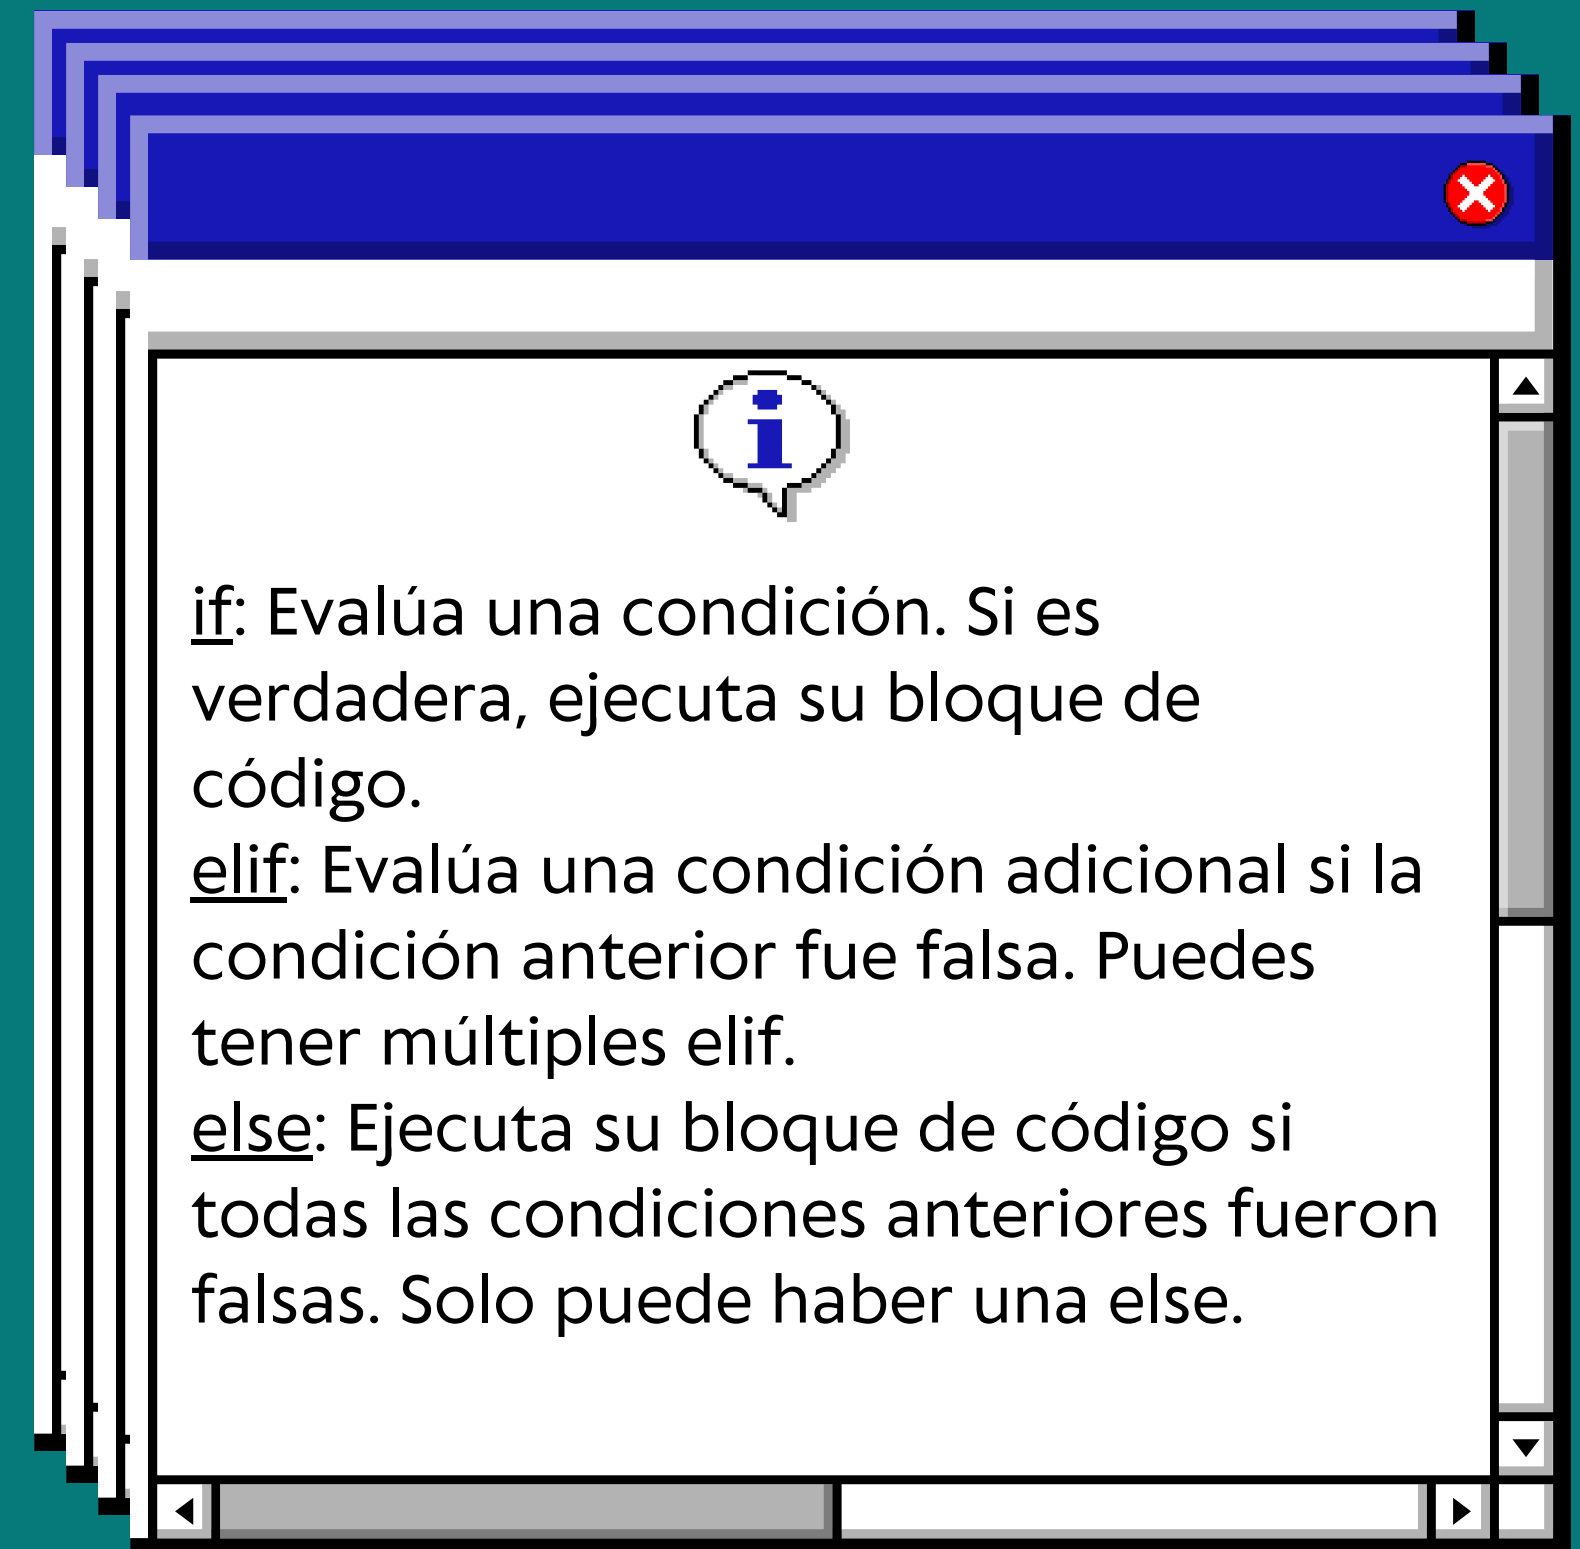 i
if: Evalúa una condición. Si es
verdadera, ejecuta su bloque de
código.
elif: Evalúa una condición adicional si la
condición anterior fue falsa. Puedes
tener múltiples elif.
else: Ejecuta su bloque de código si
todas las condiciones anteriores fueron
falsas. Solo puede haber una else.